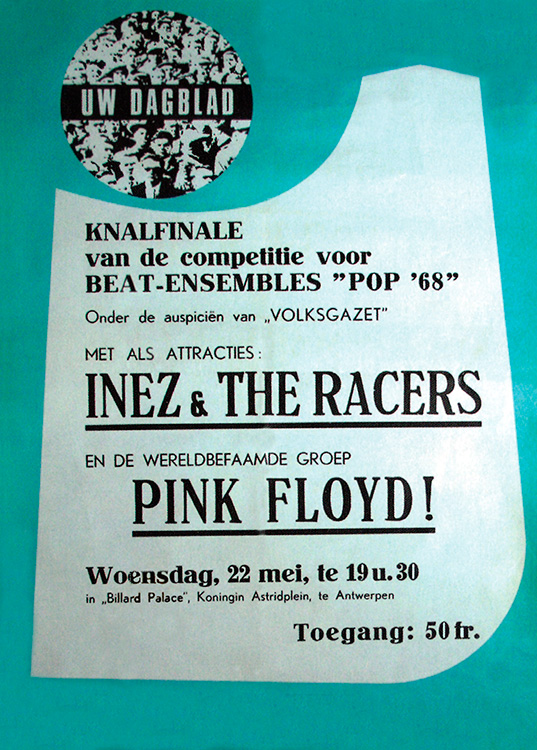 UW DAGBLAD
KNALFINALE
van de competitie voor
BEAT-ENSEMBLES ”POP ’68”
Onder de auspiciën van „VOLKSGAZET”
MET ALS ATTRACTIES:
INEZ & THE RACERS
EN DE WERELDBEFAAMDE GROEP
PINK FLOYD!
Woensdag, 22 mei, te 19 u. 30
in „Billard Palace”, Koningin Astridplein, te Antwerpen
Toegang: 50 fr.